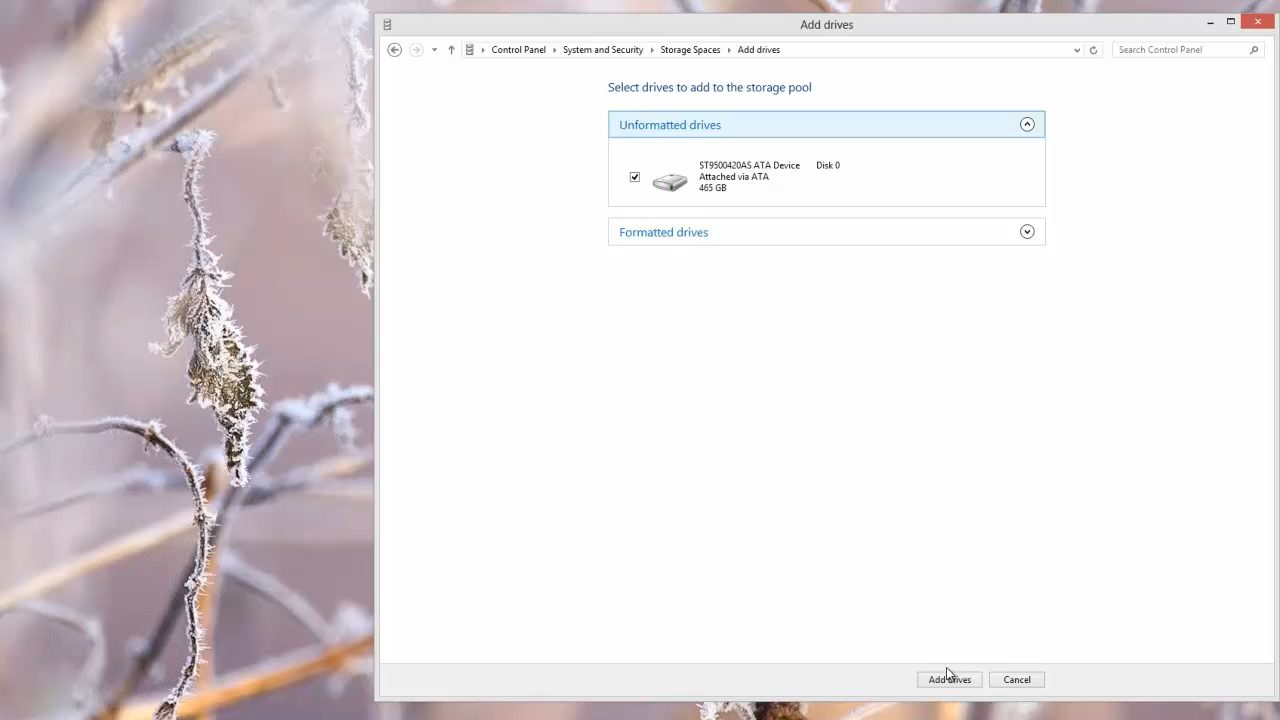 Add drives
Control Panel System and Security Storage Spaces Add drives
Search Control Panel
Select drives to add to the storage pool
Unformatted drives
ST9500420AS ATA Device Disk 0
Attached via ATA
465 GB
Formatted drives
Add drives Cancel